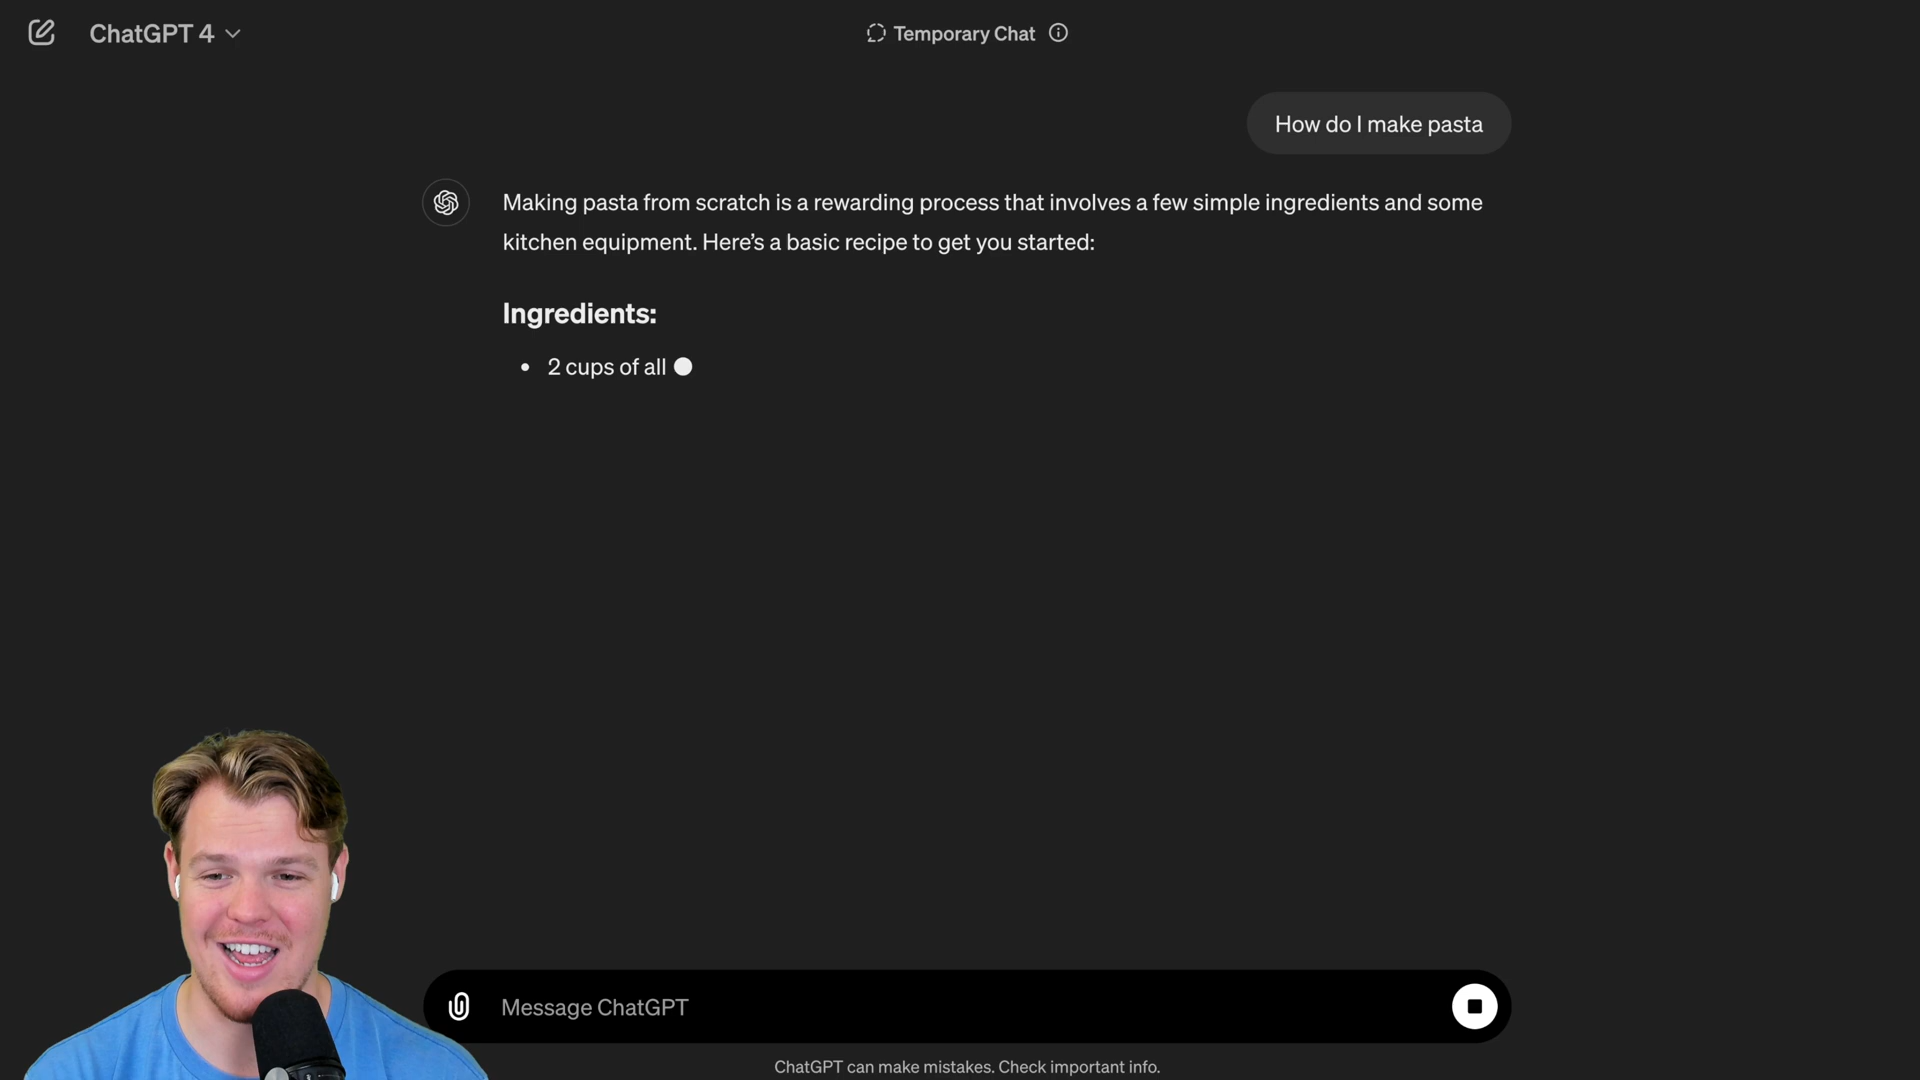 ChatGPT 4
Temporary Chat
How do I make pasta
Making pasta from scratch is a rewarding process that involves a few simple ingredients and some
kitchen equipment. Here’s a basic recipe to get you started:
Ingredients:
• 2 cups of all
Message ChatGPT
ChatGPT can make mistakes. Check important info.